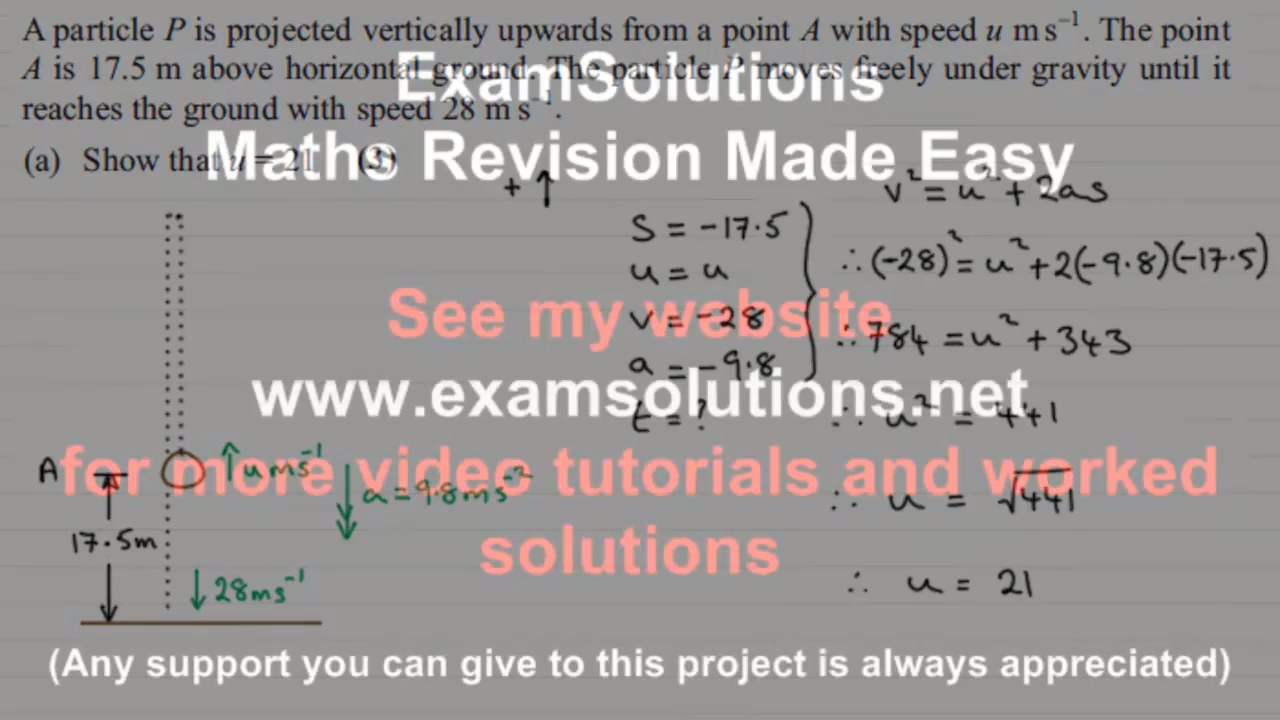 A particle P is projected vertically upwards from a point A with speed u m s⁻¹. The point
A is 17.5 m above horizontal ground. The particle P moves freely under gravity until it
reaches the ground with speed 28 m s⁻¹.
(a) Show that u = 21 (3)
ExamSolutions
Maths Revision Made Easy
See my website
www.examsolutions.net
for more video tutorials and worked
solutions
(Any support you can give to this project is always appreciated)
+ ↑
s = -17.5
u = u
v = -28
a = -9.8
t = ?
v² = u² + 2as
∴ (-28)² = u² + 2(-9.8)(-17.5)
∴ 784 = u² + 343
∴ u² = 441
∴ u = √441
∴ u = 21
A
↑ u ms⁻¹
a = 9.8 ms⁻²
17.5m
↓ 28 ms⁻¹